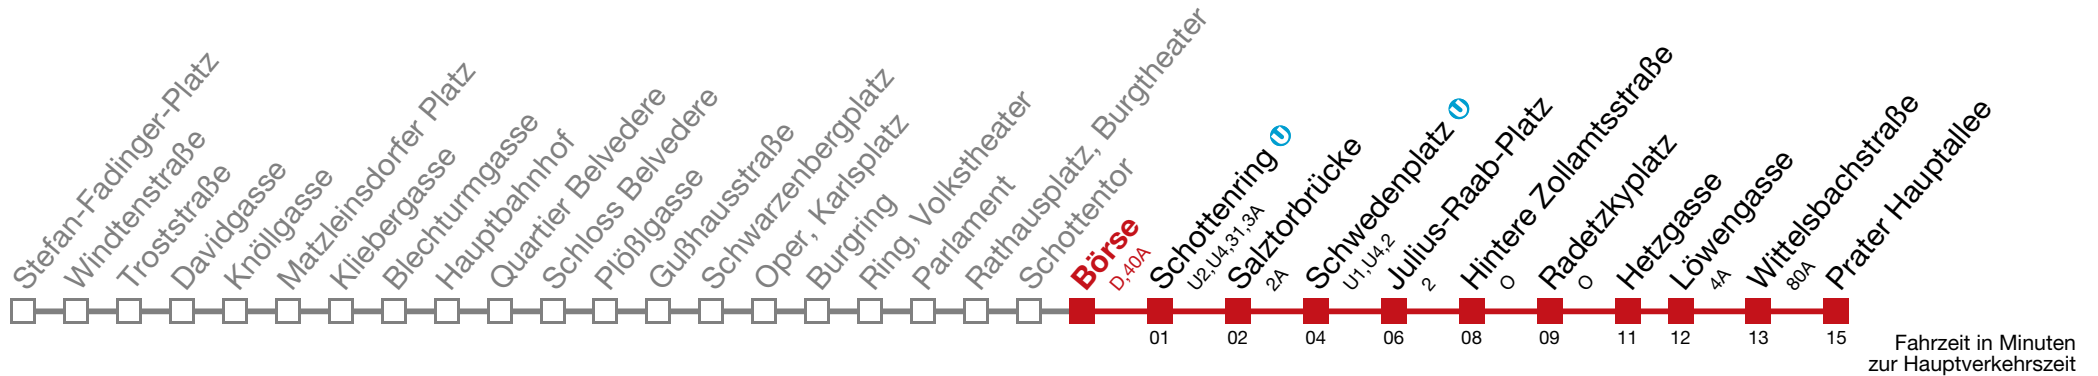 Stefan-Fadinger-Platz
Windtenstraße
Troststraße
Davidgasse
Knöllgasse
Matzleinsdorfer Platz
Kliebergasse
Blechturmgasse
Hauptbahnhof
Quartier Belvedere
Schloss Belvedere
Plößlgasse
Gußhausstraße
Schwarzenbergplatz
Oper, Karlsplatz
Burgring
Ring, Volkstheater
Parlament
Rathausplatz, Burgtheater
Schottentor
Börse
D,40A
Schottenring U
U2,U4,31,3A
01
Salztorbrücke
2A
02
Schwedenplatz U
U1,U4,2
04
Julius-Raab-Platz
2
06
Hintere Zollamtsstraße
O
08
Radetzkyplatz
O
09
Hetzgasse
11
Löwengasse
4A
12
Wittelsbachstraße
80A
13
Prater Hauptallee
15
Fahrzeit in Minuten
zur Hauptverkehrszeit